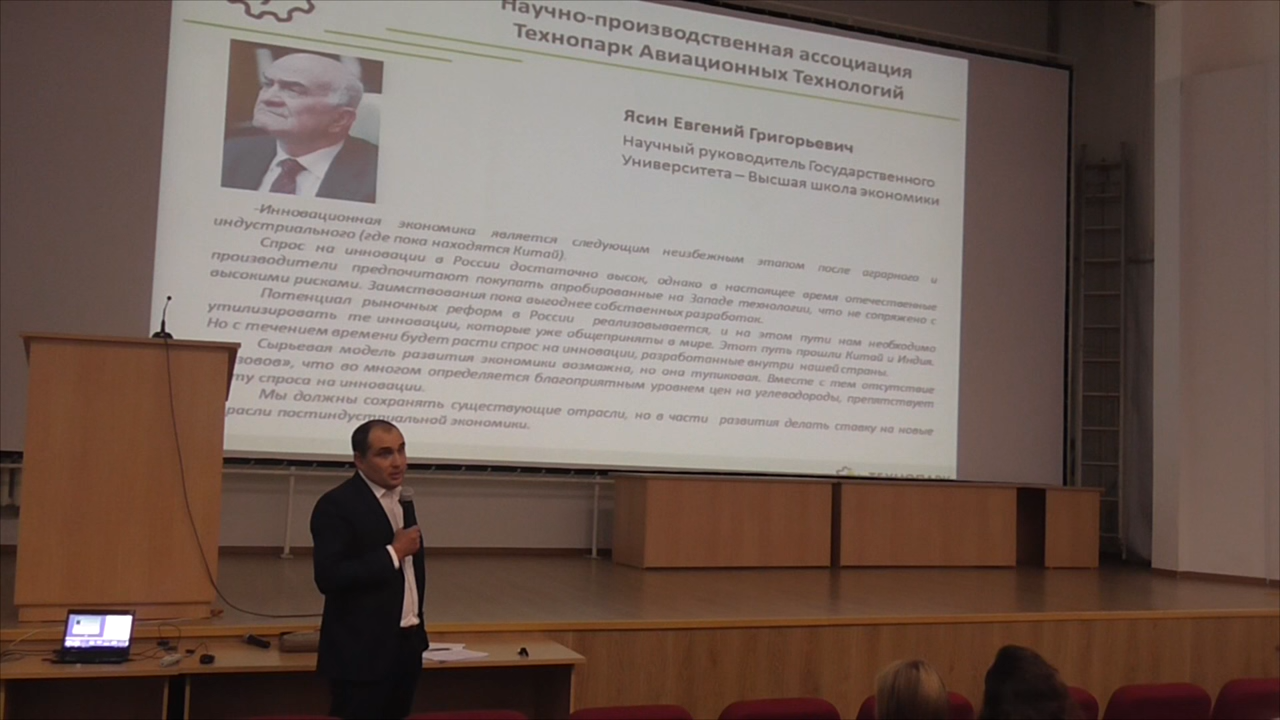 Научно-производственная ассоциация
Технопарк Авиационных Технологий
Ясин Евгений Григорьевич
Научный руководитель Государственного
Университета – Высшая школа экономики
-Инновационная экономика является следующим неизбежным этапом после аграрного и
индустриального (где пока находятся Китай).
Спрос на инновации в России достаточно высок, однако в настоящее время отечественные
производители предпочитают покупать апробированные на Западе технологии, что не сопряжено с
высокими рисками. Заимствования пока выгоднее собственных разработок.
Потенциал рыночных реформ в России реализовывается, и на этом пути нам необходимо
утилизировать те инновации, которые уже общеприняты в мире. Этот путь прошли Китай и Индия.
Но с течением времени будет расти спрос на инновации, разработанные внутри нашей страны.
Сырьевая модель развития экономики возможна, но она тупиковая. Вместе с тем отсутствие
зовов», что во многом определяется благоприятным уровнем цен на углеводороды, препятствует
ту спроса на инновации.
Мы должны сохранять существующие отрасли, но в части развития делать ставку на новые
расли постиндустриальной экономики.
ТЕХНОПАРК